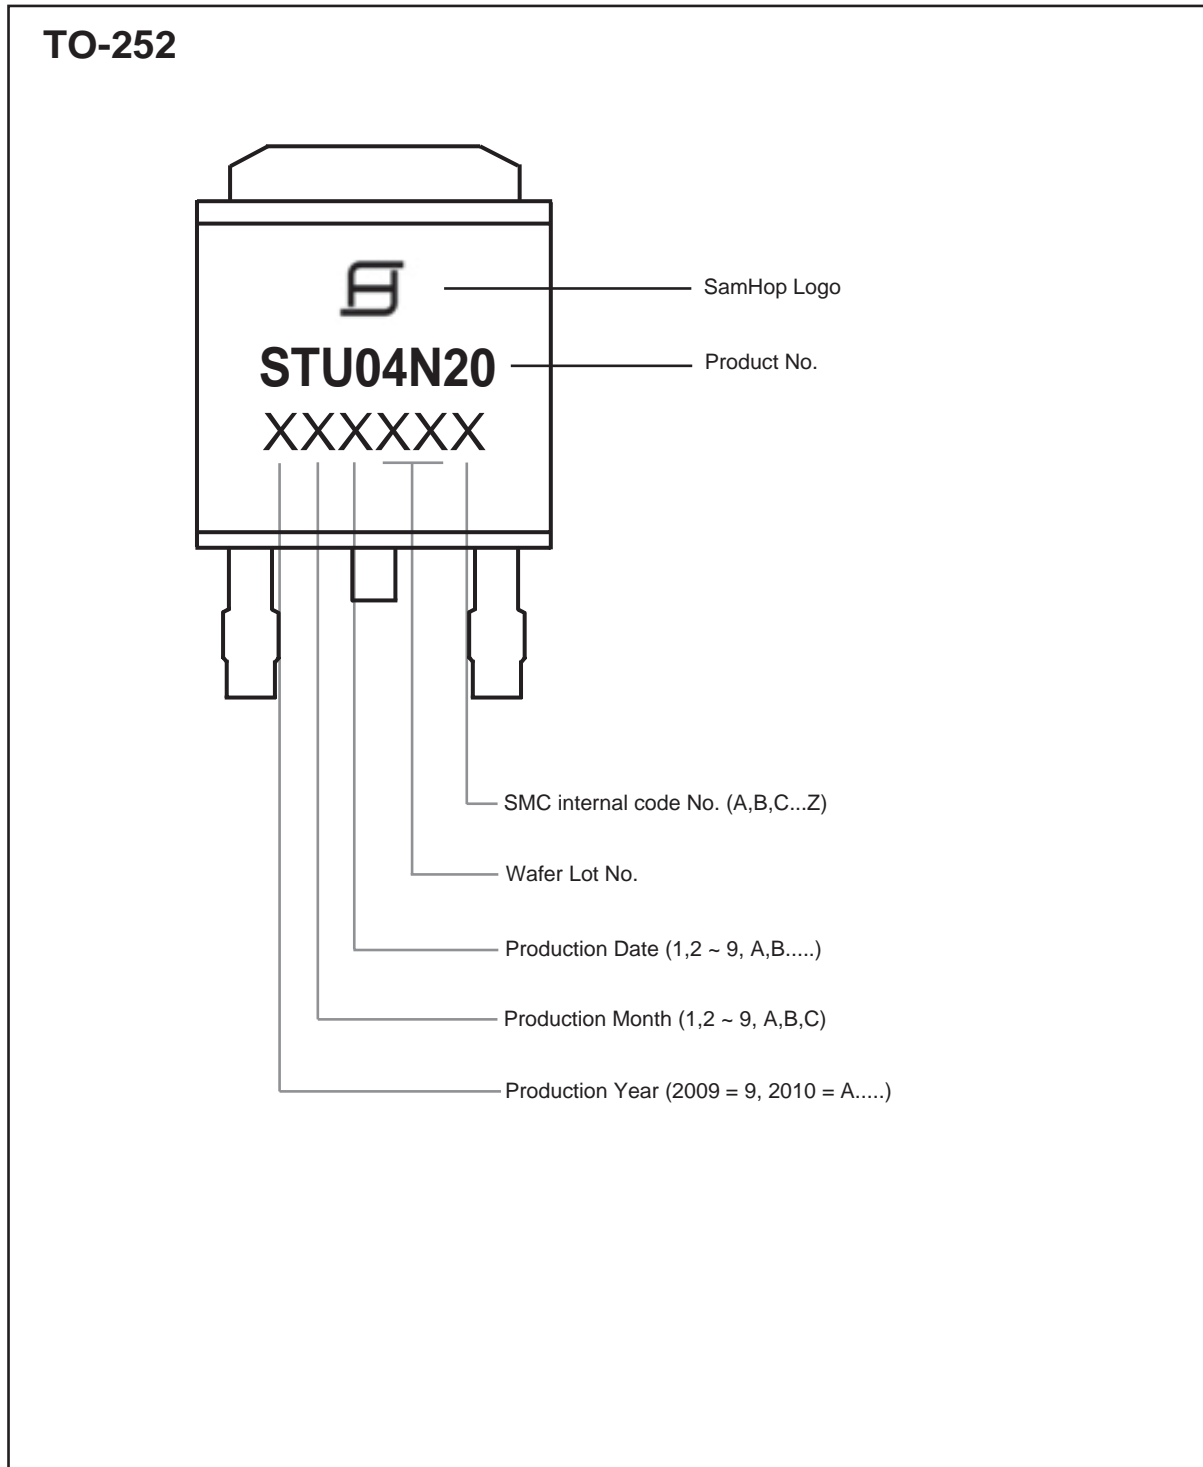 TO-252
SamHop Logo
STU04N20
Product No.
XXXXXX
SMC internal code No. (A,B,C...Z)
Wafer Lot No.
Production Date (1,2 ~ 9, A,B.....)
Production Month (1,2 ~ 9, A,B,C)
Production Year (2009 = 9, 2010 = A.....)